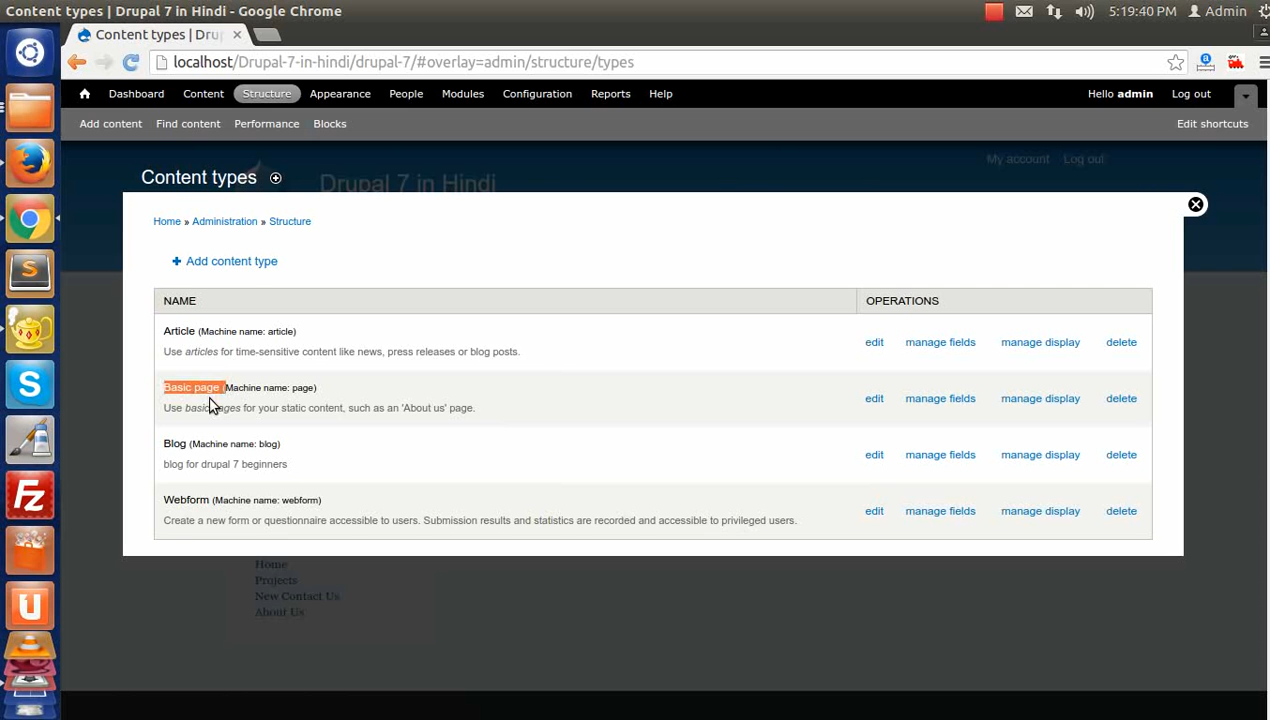 Content types | Drupal 7 in Hindi - Google Chrome
5:19:40 PM
Admin
Content types | Dru
localhost/Drupal-7-in-hindi/drupal-7/#overlay=admin/structure/types
Dashboard Content Structure Appearance People Modules Configuration Reports Help Hello admin Log out
Add content Find content Performance Blocks Edit shortcuts
My account Log out
Content types
Drupal 7 in Hindi
Home » Administration » Structure
+ Add content type
NAME OPERATIONS
Article (Machine name: article)
Use articles for time-sensitive content like news, press releases or blog posts.
edit manage fields manage display delete
Basic page (Machine name: page)
Use basic pages for your static content, such as an 'About us' page.
edit manage fields manage display delete
Blog (Machine name: blog)
blog for drupal 7 beginners
edit manage fields manage display delete
Webform (Machine name: webform)
Create a new form or questionnaire accessible to users. Submission results and statistics are recorded and accessible to privileged users.
edit manage fields manage display delete
Home
Projects
New Contact Us
About Us